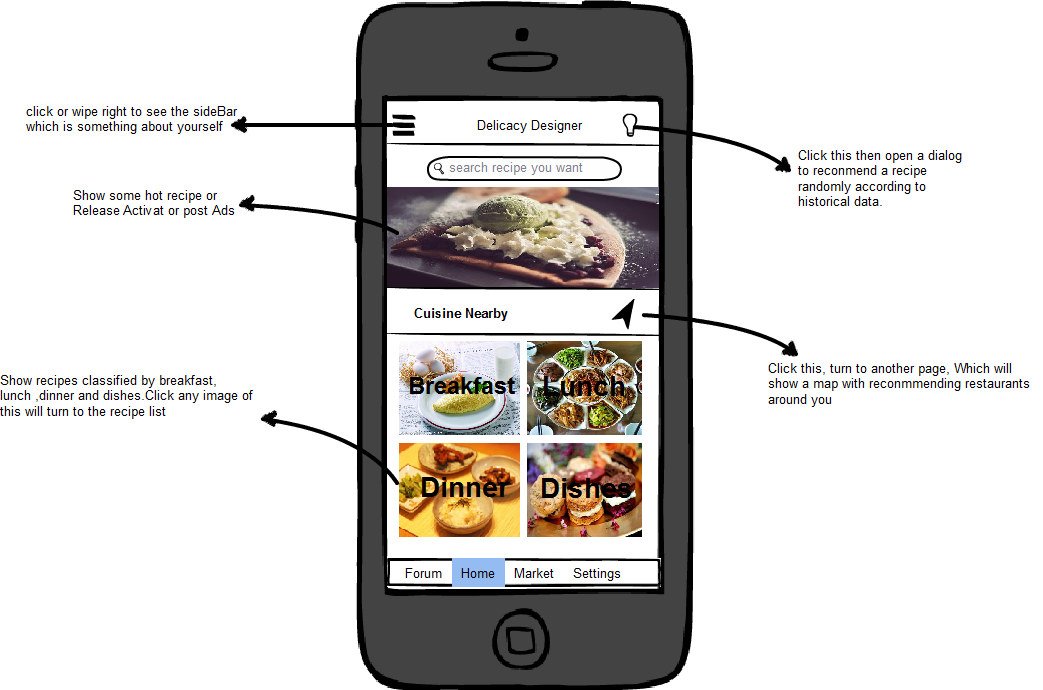 click or wipe right to see the sideBar
which is something about yourself
Delicacy Designer
Click this then open a dialog
to recommend a recipe
randomly according to
historical data.
search recipe you want
Show some hot recipe or
Release Activat or post Ads
2
Cuisine Nearby
Click this, turn to another page, Which will
show a map with reconmmending restaurants
around you
Show recipes classified by breakfast,
lunch ,dinner and dishes.Click any image of
this will turn to the recipe list
Breakfast
Lunch
Dinner
Dishes
Forum
Home
Market
Settings